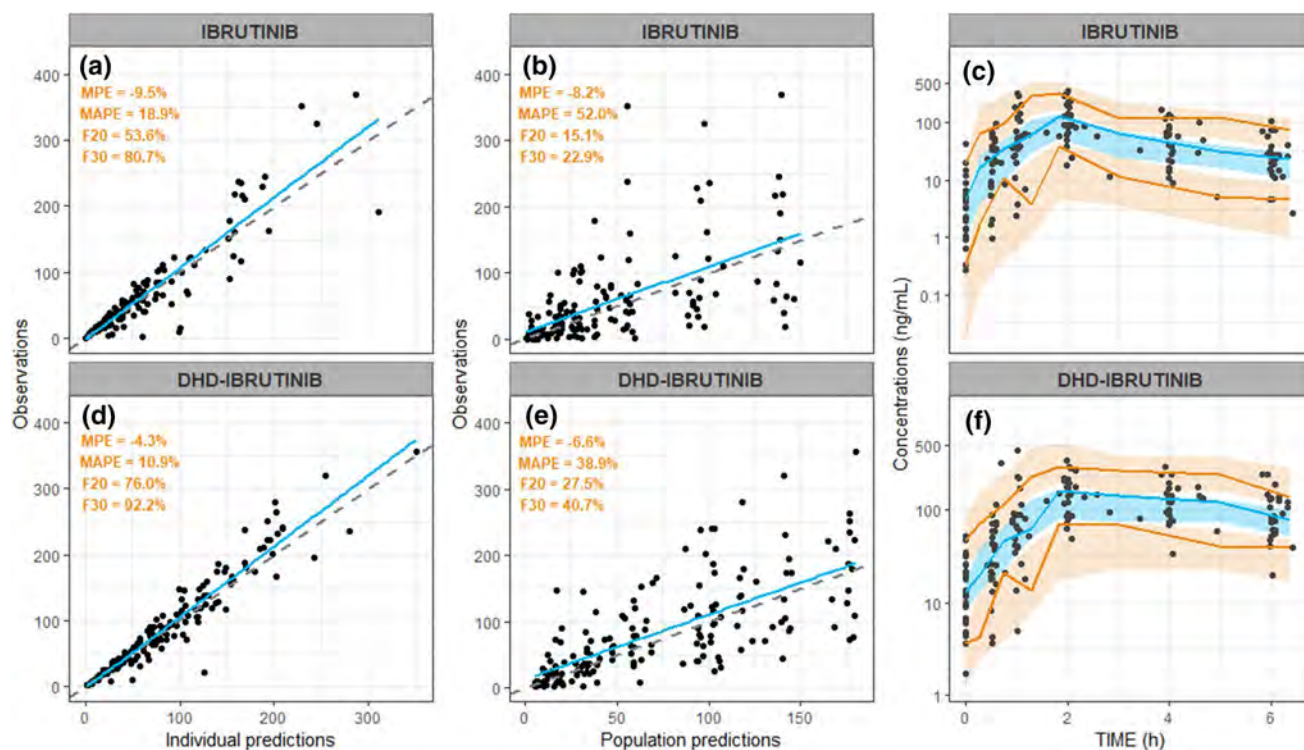 IBRUTINIB
(a)
MPE = -9.5%
MAPE = 18.9%
F20 = 53.6%
F30 = 80.7%
400
300
200
100
0
IBRUTINIB
(b)
MPE = -8.2%
MAPE = 52.0%
F20 = 15.1%
F30 = 22.9%
400
300
200
100
0
IBRUTINIB
(c)
500
100
10
1
0.1
DHD-IBRUTINIB
(d)
MPE = -4.3%
MAPE = 10.9%
F20 = 76.0%
F30 = 92.2%
400
300
200
100
0
0 100 200 300
Individual predictions
Observations
DHD-IBRUTINIB
(e)
MPE = -6.6%
MAPE = 38.9%
F20 = 27.5%
F30 = 40.7%
400
300
200
100
0
0 50 100 150
Population predictions
Observations
DHD-IBRUTINIB
(f)
500
100
10
1
0 2 4 6
TIME (h)
Concentrations (ng/mL)